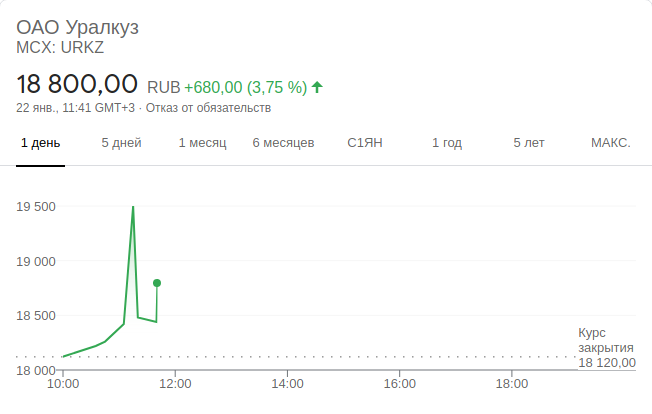 ОАО Уралкуз
MCX: URKZ
18 800,00 RUB +680,00 (3,75 %)
22 янв., 11:41 GMT+3 · Отказ от обязательств
1 день 5 дней 1 месяц 6 месяцев С1ЯН 1 год 5 лет МАКС.
19 500
19 000
18 500
18 000
Курс
закрытия
18 120,00
10:00 12:00 14:00 16:00 18:00